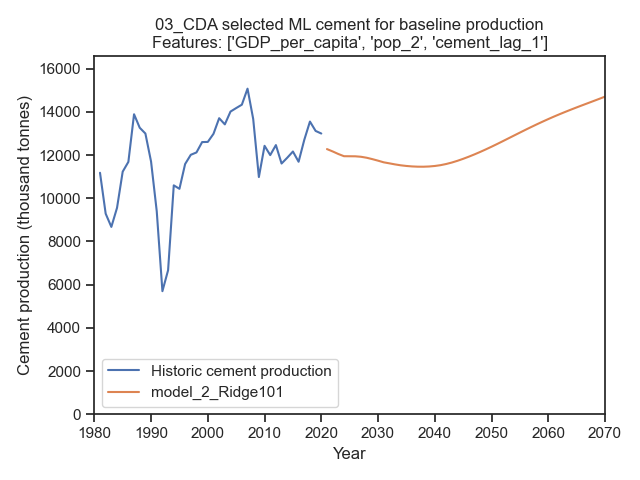 03_CDA selected ML cement for baseline production
Features: ['GDP_per_capita', 'pop_2', 'cement_lag_1']
Cement production (thousand tonnes)
16000
14000
12000
10000
8000
6000
4000
2000
0
Historic cement production
model_2_Ridge101
1980 1990 2000 2010 2020 2030 2040 2050 2060 2070
Year